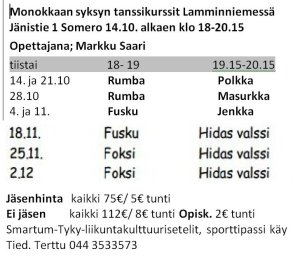 Monokkaan syksyn tanssikurssit Lamminniemessä
Jänistie 1 Somero 14.10. alkaen klo 18-20.15
Opettajana; Markku Saari
tiistai 18- 19 19.15-20.15
14. ja 21.10 Rumba Polkka
28.10 Rumba Masurkka
4. ja 11. Fusku Jenkka
18.11. Fusku Hidas valssi
25.11. Foksi Hidas valssi
2.12 Foksi Hidas valssi
Jäsenhinta kaikki 75€/ 5€ tunti
Ei jäsen kaikki 112€/ 8€ tunti Opisk. 2€ tunti
Smartum-Tyky-liikuntakulttuurisetelit, sporttipassi käy
Tied. Terttu 044 3533573